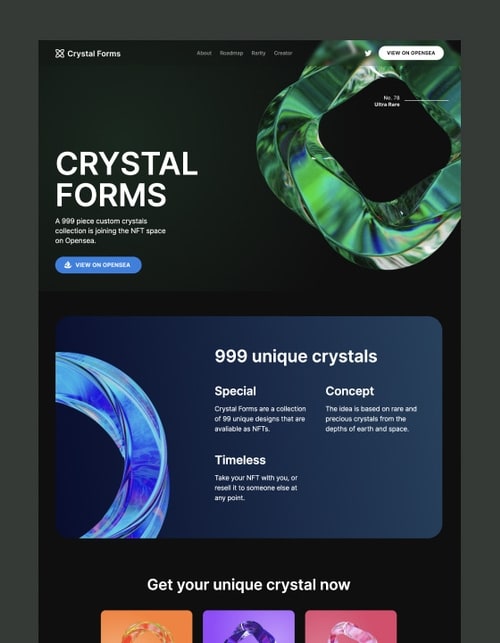 Crystal Forms
About Roadmap Rarity Creator
VIEW ON OPENSEA
No. 78
Ultra Rare
CRYSTAL
FORMS
A 999 piece custom crystals
collection is joining the NFT space
on Opensea.
VIEW ON OPENSEA
999 unique crystals
Special
Crystal Forms are a collection
of 99 unique designs that are
avaliable as NFTs.
Concept
The idea is based on rare and
precious crystals from the
depths of earth and space.
Timeless
Take your NFT with you, or
resell it to someone else at
any point.
Get your unique crystal now